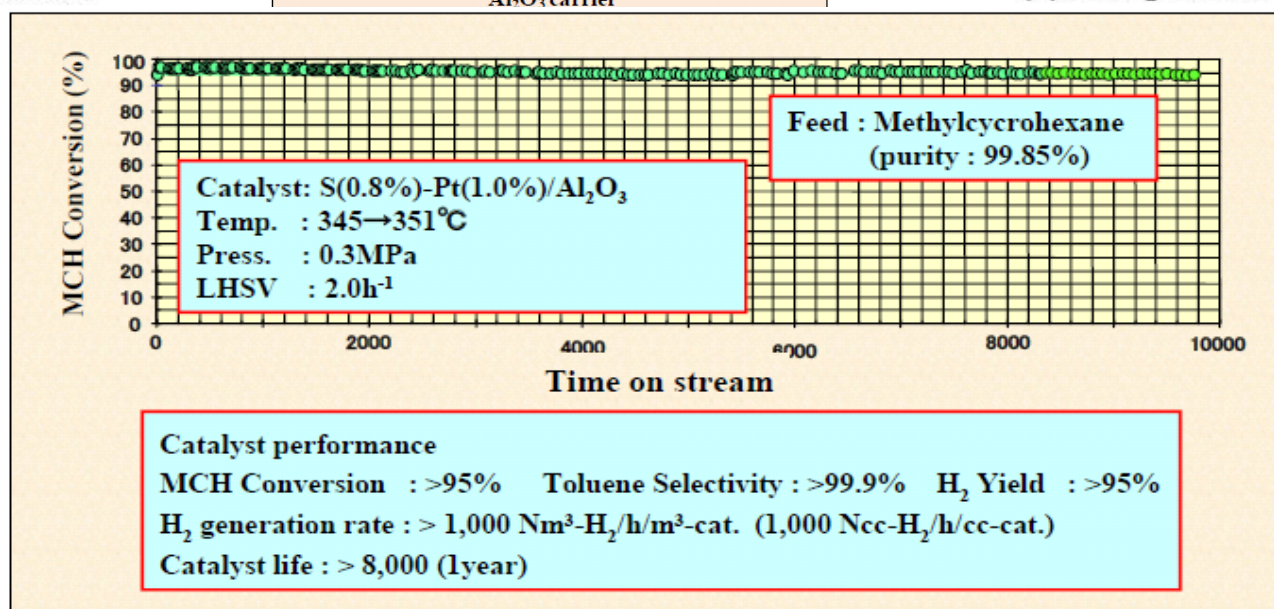 Al₂O₃ carrier
MCH Conversion (%)
100
90
80
70
60
50
40
30
20
10
0
Feed : Methylcycrohexane
(purity : 99.85%)
Catalyst: S(0.8%)-Pt(1.0%)/Al₂O₃
Temp. : 345→351℃
Press. : 0.3MPa
LHSV : 2.0h⁻¹
0 2000 4000 6000 8000 10000
Time on stream
Catalyst performance
MCH Conversion : >95% Toluene Selectivity : >99.9% H₂ Yield : >95%
H₂ generation rate : > 1,000 Nm³-H₂/h/m³-cat. (1,000 Ncc-H₂/h/cc-cat.)
Catalyst life : > 8,000 (1year)